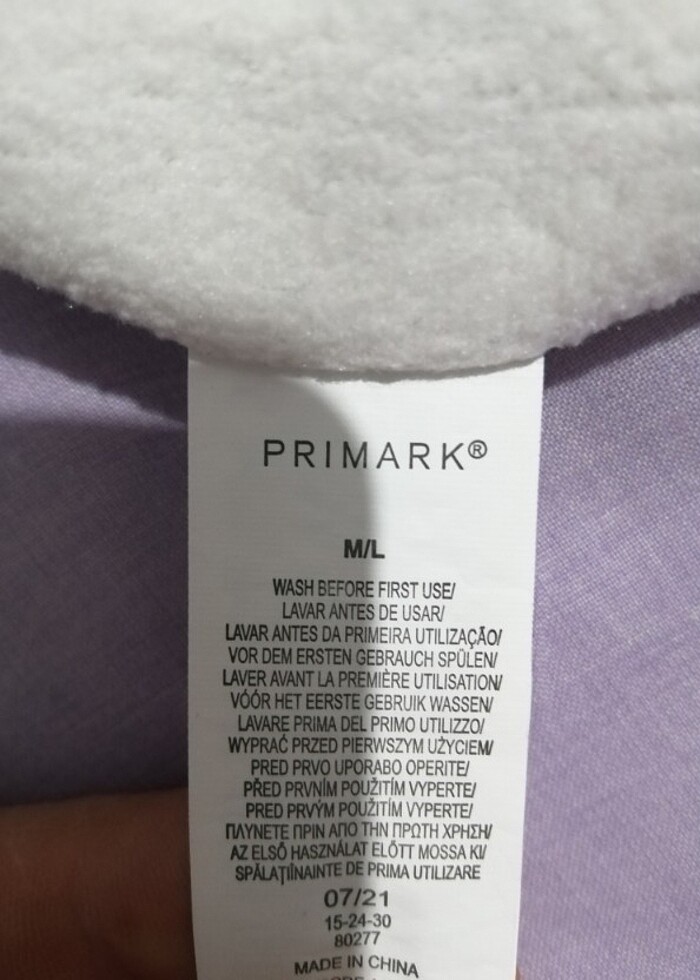 PRIMARK®
M/L
WASH BEFORE FIRST USE/
LAVAR ANTES DE USAR/
LAVAR ANTES DA PRIMEIRA UTILIZAÇÃO/
VOR DEM ERSTEN GEBRAUCH SPÜLEN/
LAVER AVANT LA PREMIÈRE UTILISATION/
VÓÓR HET EERSTE GEBRUIK WASSEN/
LAVARE PRIMA DEL PRIMO UTILIZZO/
WYPRAĆ PRZED PIERWSZYM UŻYCIEM/
PRED PRVO UPORABO OPERITE/
PŘED PRVNÍM POUŽITÍM VYPERTE/
PRED PRVÝM POUŽITÍM VYPERTE/
ΠΛΥΝΕΤΕ ΠΡΙΝ ΑΠΟ ΤΗΝ ΠΡΩΤΗ ΧΡΗΣΗ/
AZ ELSŐ HASZNÁLAT ELŐTT MOSSA KI/
SPĂLAȚIÎNAINTE DE PRIMA UTILIZARE
07/21
15-24-30
80277
MADE IN CHINA